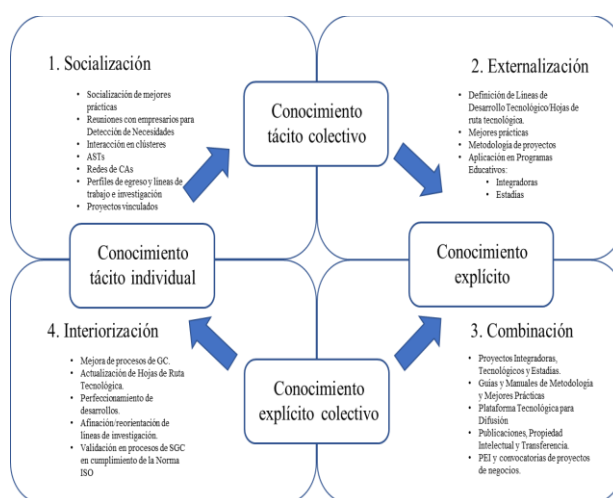 1. Socialización
• Socialización de mejores
prácticas
• Reuniones con empresarios para
Detección de Necesidades
• Interacción en clústeres
• ASTs
• Redes de CAs
• Perfiles de egreso y líneas de
trabajo e investigación
• Proyectos vinculados
Conocimiento
tácito colectivo
2. Externalización
• Definición de Líneas de
Desarrollo Tecnológico/Hojas de
ruta tecnológica.
• Mejores prácticas
• Metodología de proyectos
• Aplicación en Programas
Educativos:
• Integradoras
• Estadías
Conocimiento
tácito individual
Conocimiento
explícito
4. Interiorización
• Mejora de procesos de GC.
• Actualización de Hojas de Ruta
Tecnológica.
• Perfeccionamiento de
desarrollos.
• Afinación/reorientación de
líneas de investigación.
• Validación en procesos de SGC
en cumplimiento de la Norma
ISO
Conocimiento
explícito colectivo
3. Combinación
• Proyectos Integradoras,
Tecnológicos y Estadías.
• Guías y Manuales de Metodología
y Mejores Prácticas
• Plataforma Tecnológica para
Difusión
• Publicaciones, Propiedad
Intelectual y Transferencia.
• PEI y convocatorias de proyectos
de negocios.